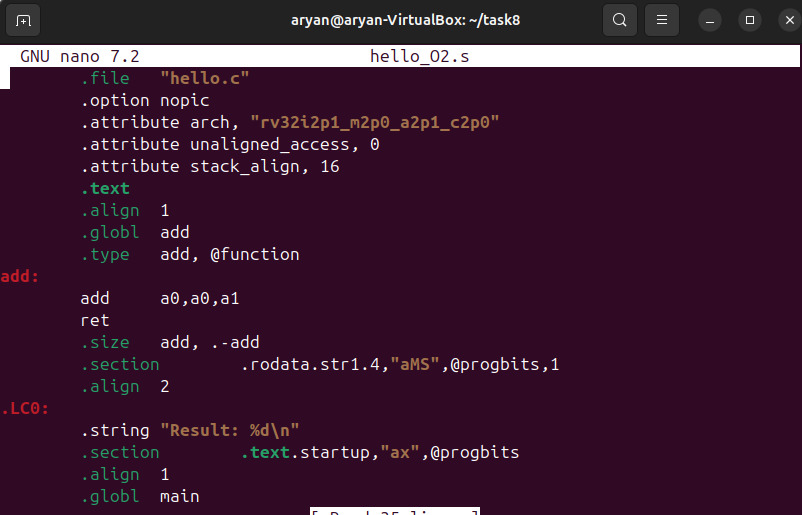 aryan@aryan-VirtualBox: ~/task8
GNU nano 7.2 hello_O2.s
.file "hello.c"
.option nopic
.attribute arch, "rv32i2p1_m2p0_a2p1_c2p0"
.attribute unaligned_access, 0
.attribute stack_align, 16
.text
.align 1
.globl add
.type add, @function
add:
add a0,a0,a1
ret
.size add, .-add
.section .rodata.str1.4,"aMS",@progbits,1
.align 2
.LC0:
.string "Result: %d\n"
.section .text.startup,"ax",@progbits
.align 1
.globl main